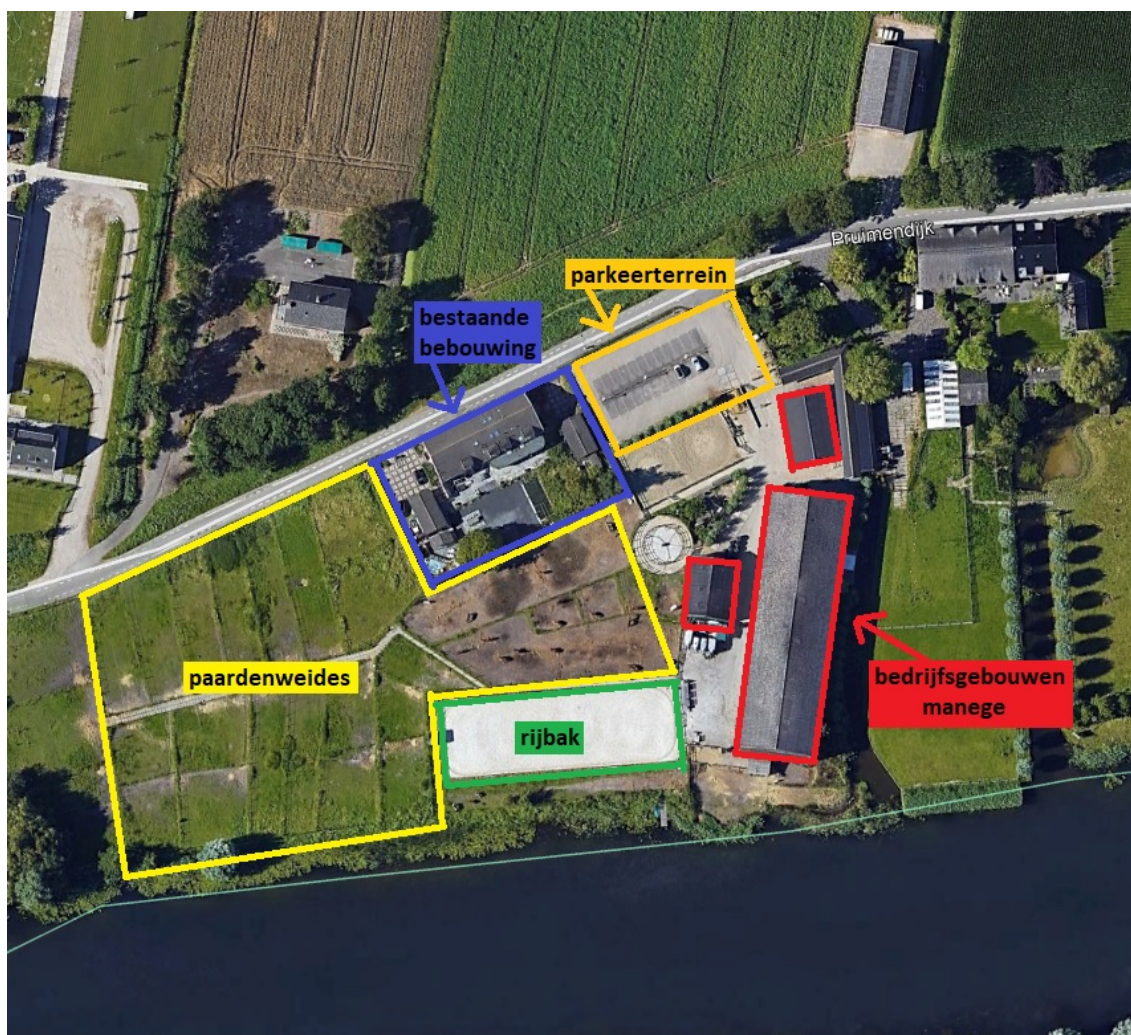 Pruimendijk
parkeerterrein
bestaande
bebouwing
paardenweides
bedrijfsgebouwen
manege
rijbak